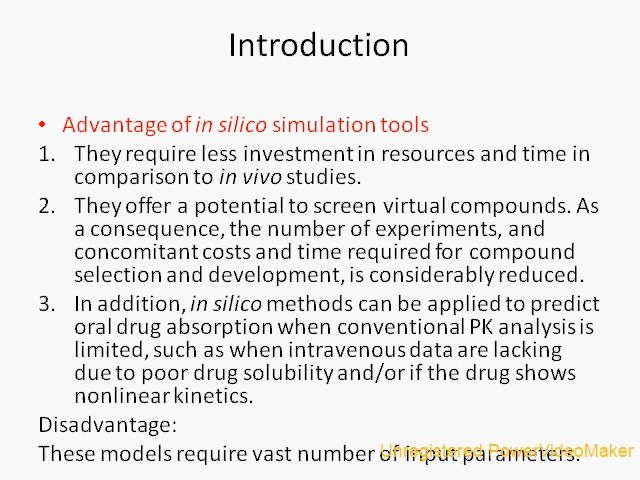 Introduction
• Advantage of in silico simulation tools
1. They require less investment in resources and time in
comparison to in vivo studies.
2. They offer a potential to screen virtual compounds. As
a consequence, the number of experiments, and
concomitant costs and time required for compound
selection and development, is considerably reduced.
3. In addition, in silico methods can be applied to predict
oral drug absorption when conventional PK analysis is
limited, such as when intravenous data are lacking
due to poor drug solubility and/or if the drug shows
nonlinear kinetics.
Disadvantage:
These models require vast number of input parameters.
Unregistered PowerVideoMaker